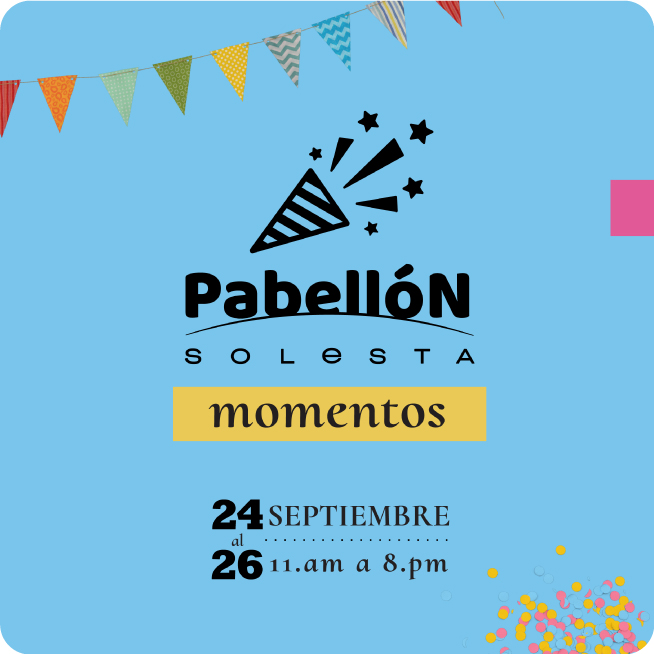 PabellóN
SOLeSTA
momentos
24 SEPTIEMBRE
al
26 11.am a 8.pm